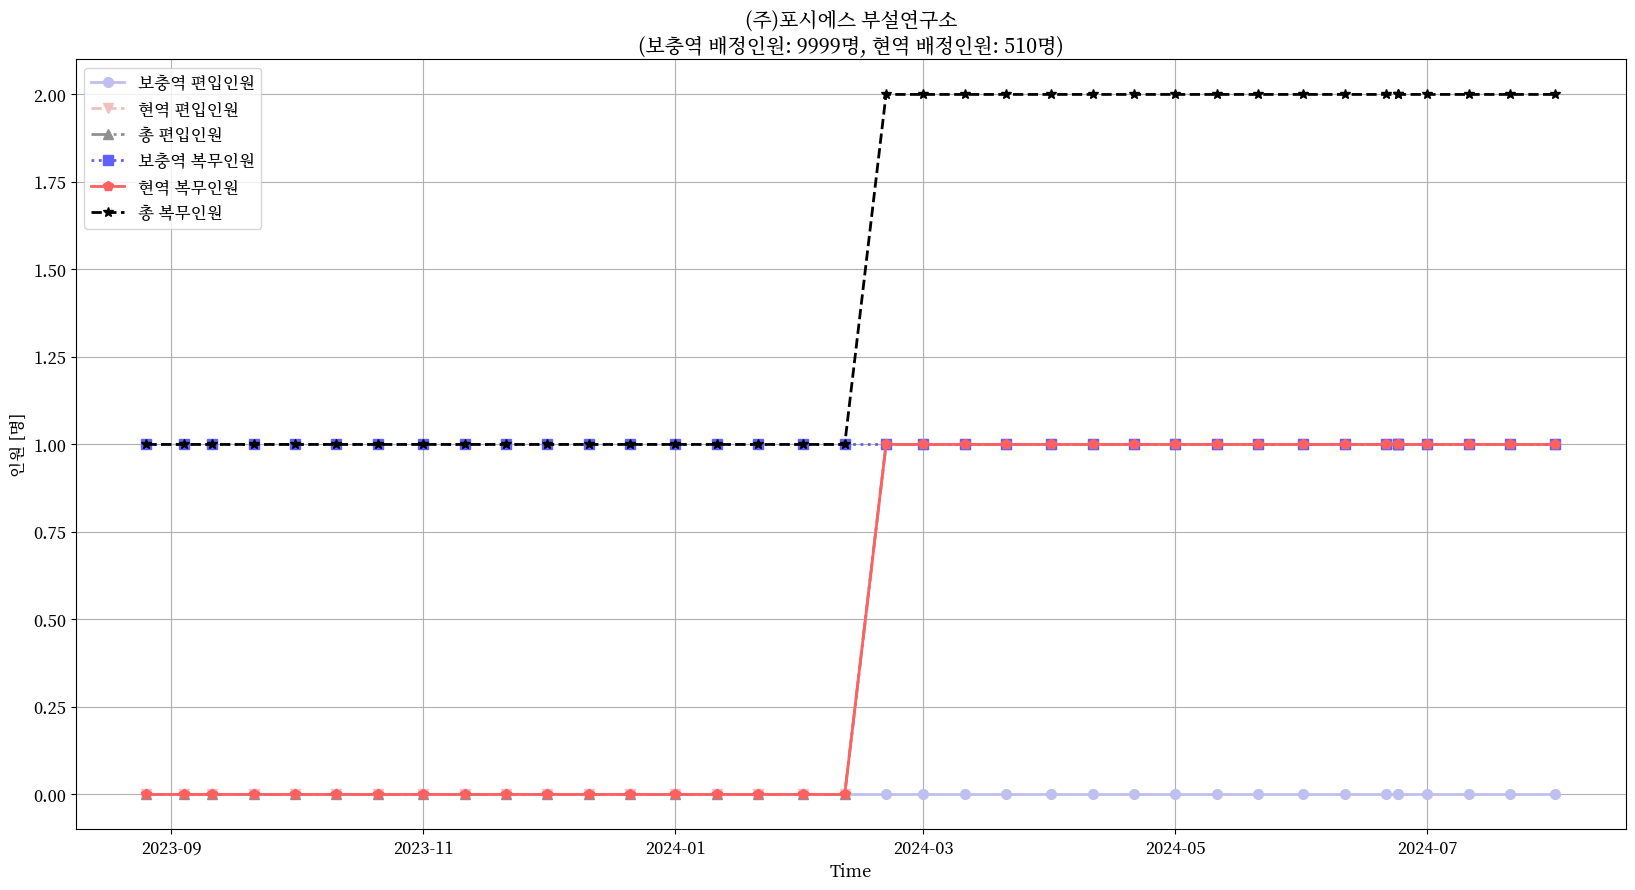 (주)포시에스 부설연구소
(보충역 배정인원: 9999명, 현역 배정인원: 510명)
보충역 편입인원
현역 편입인원
총 편입인원
보충역 복무인원
현역 복무인원
총 복무인원
2.00
1.75
1.50
1.25
1.00
0.75
0.50
0.25
0.00
인원 [명]
2023-09
2023-11
2024-01
2024-03
2024-05
2024-07
Time